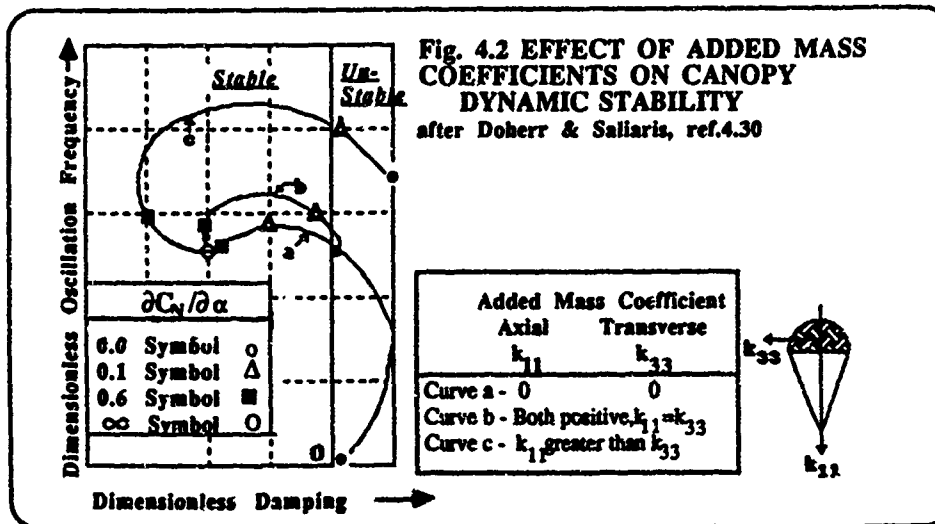 Fig. 4.2 EFFECT OF ADDED MASS
COEFFICIENTS ON CANOPY
DYNAMIC STABILITY
after Doherr & Saliaris, ref.4.30
Dimensionless Oscillation Frequency
Stable
Un-
Stable
c
b
a
∂C_N/∂α
0.0 Symbol o
0.1 Symbol Δ
0.6 Symbol ■
∞ Symbol O
0
Dimensionless Damping
Added Mass Coefficient
Axial Transverse
k11 k33
Curve a - 0 0
Curve b - Both positive, k11 = k33
Curve c - k11 greater than k33
k33
k11